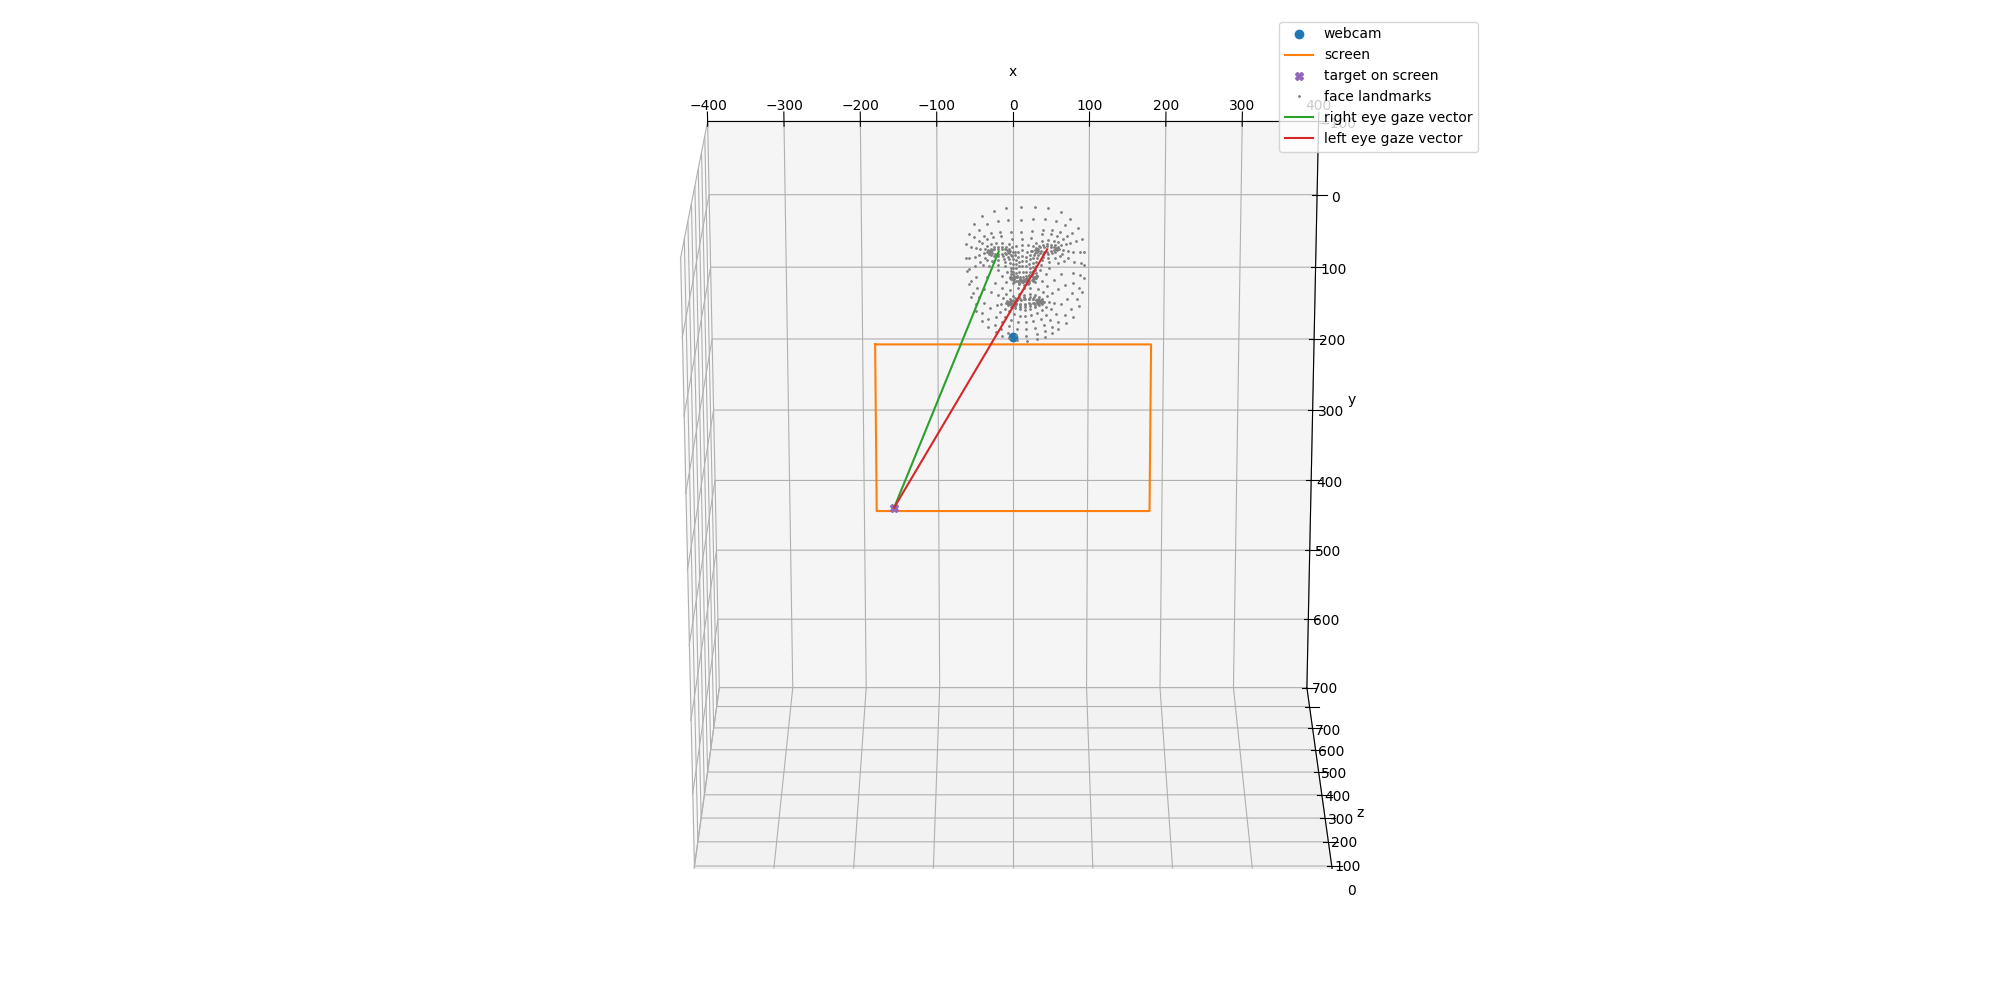 webcam
screen
target on screen
face landmarks
right eye gaze vector
left eye gaze vector
x
−400 −300 −200 −100 0 100 200 300 400
−100
0
100
200
300
y
400
500
600
700
700
600
500
400
300
z
200
100
0